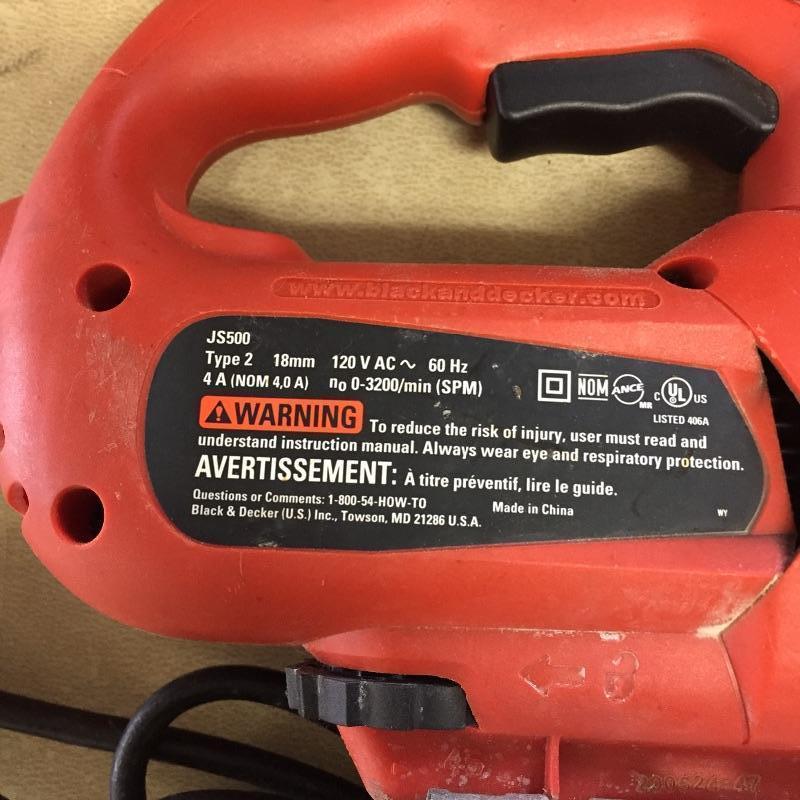 www.blackanddecker.com
JS500
Type 2 18mm 120 V AC ~ 60 Hz
4 A (NOM 4,0 A) no 0-3200/min (SPM)
NOM ANCE MR C UL US
LISTED 406A
WARNING To reduce the risk of injury, user must read and
understand instruction manual. Always wear eye and respiratory protection.
AVERTISSEMENT: À titre préventif, lire le guide.
Questions or Comments: 1-800-54-HOW-TO
Made in China
Black & Decker (U.S.) Inc., Towson, MD 21286 U.S.A.
WY
45